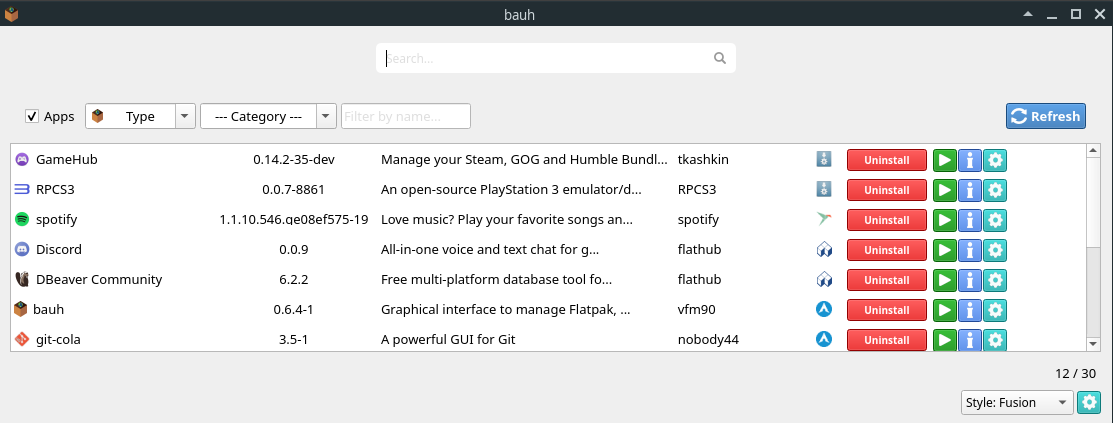 bauh
Search...
Apps Type --- Category --- Filter by name... Refresh
GameHub 0.14.2-35-dev Manage your Steam, GOG and Humble Bundl... tkashkin Uninstall
RPCS3 0.0.7-8861 An open-source PlayStation 3 emulator/d... RPCS3 Uninstall
spotify 1.1.10.546.ge08ef575-19 Love music? Play your favorite songs an... spotify Uninstall
Discord 0.0.9 All-in-one voice and text chat for g... flathub Uninstall
DBeaver Community 6.2.2 Free multi-platform database tool fo... flathub Uninstall
bauh 0.6.4-1 Graphical interface to manage Flatpak, ... vfm90 Uninstall
git-cola 3.5-1 A powerful GUI for Git nobody44 Uninstall
12 / 30
Style: Fusion